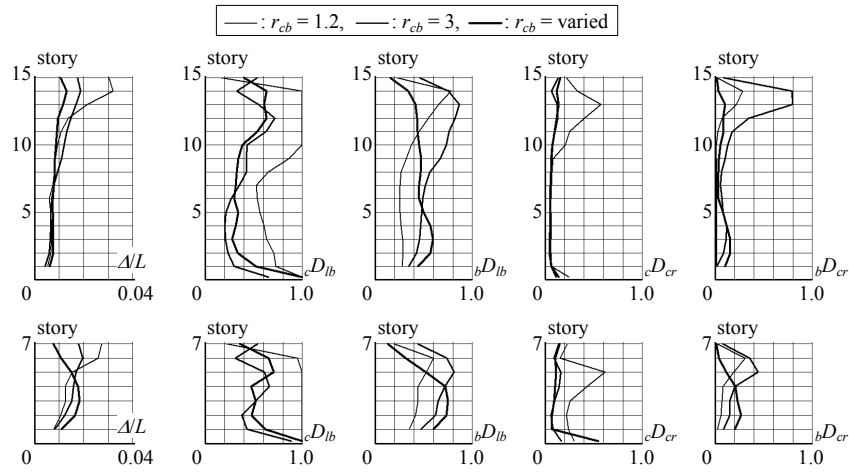 : r_cb = 1.2, : r_cb = 3, : r_cb = varied
story story story story story
15 15 15 15 15
10 10 10 10 10
5 5 5 5 5
Δ/L cD_lb bD_lb cD_cr bD_cr
0 0.04 0 1.0 0 1.0 0 1.0 0 1.0
story story story story story
7 7 7 7 7
Δ/L cD_lb bD_lb cD_cr bD_cr
0 0.04 0 1.0 0 1.0 0 1.0 0 1.0